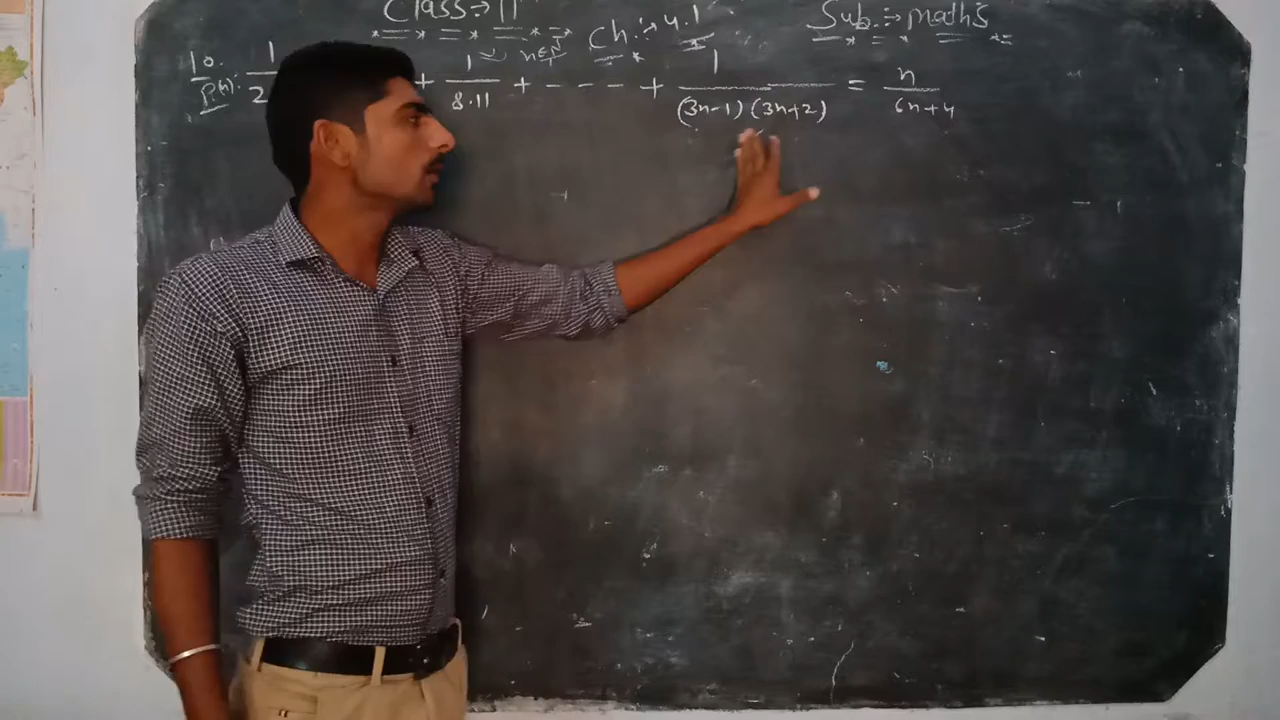 Class :→ 11
Ch. :→ 4.1
Sub. :→ maths
10. 1/2 + 1/8.11 + - - - - + 1/(3n-1)(3n+2) = n/6n+4
P(n): n∈N